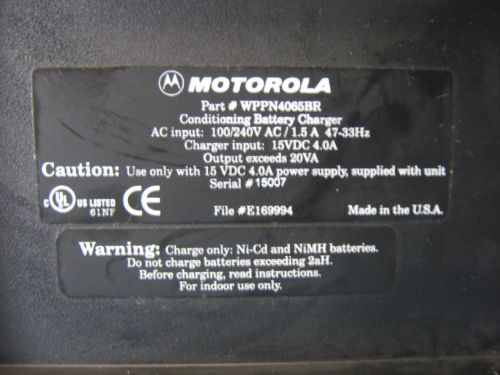 MOTOROLA
Part # WPPN4065BR
Conditioning Battery Charger
AC input: 100/240V AC / 1.5 A 47-33Hz
Charger input: 15VDC 4.0A
Output exceeds 20VA
Caution: Use only with 15 VDC 4.0A power supply, supplied with unit
Serial # 15007
C UL US LISTED CE
61NF
File #E169994 Made in the U.S.A.
Warning: Charge only: Ni-Cd and NiMH batteries.
Do not charge batteries exceeding 2aH.
Before charging, read instructions.
For indoor use only.